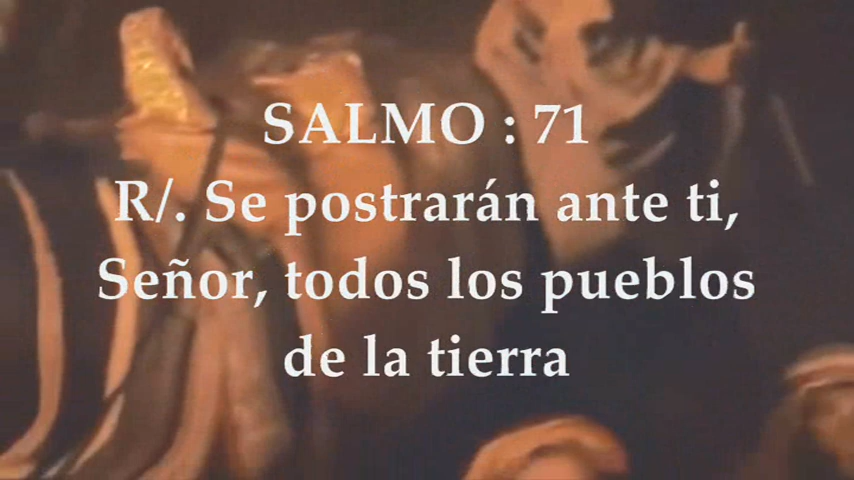 SALMO : 71
R/. Se postrarán ante ti,
Señor, todos los pueblos
de la tierra